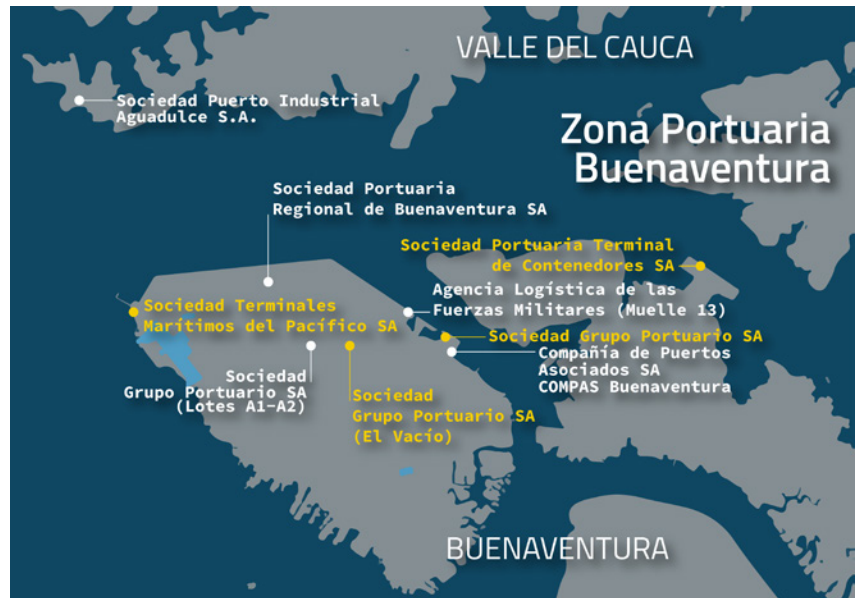 VALLE DEL CAUCA
Zona Portuaria
Buenaventura
Sociedad Puerto Industrial
Aguadulce S.A.
Sociedad Portuaria
Regional de Buenaventura SA
Sociedad Portuaria Terminal
de Contenedores SA
Agencia Logística de las
Fuerzas Militares (Muelle 13)
Sociedad Terminales
Marítimos del Pacífico SA
Sociedad Grupo Portuario SA
Compañía de Puertos
Asociados SA
COMPAS Buenaventura
Sociedad
Grupo Portuario SA
(Lotes A1-A2)
Sociedad
Grupo Portuario SA
(El Vacío)
BUENAVENTURA